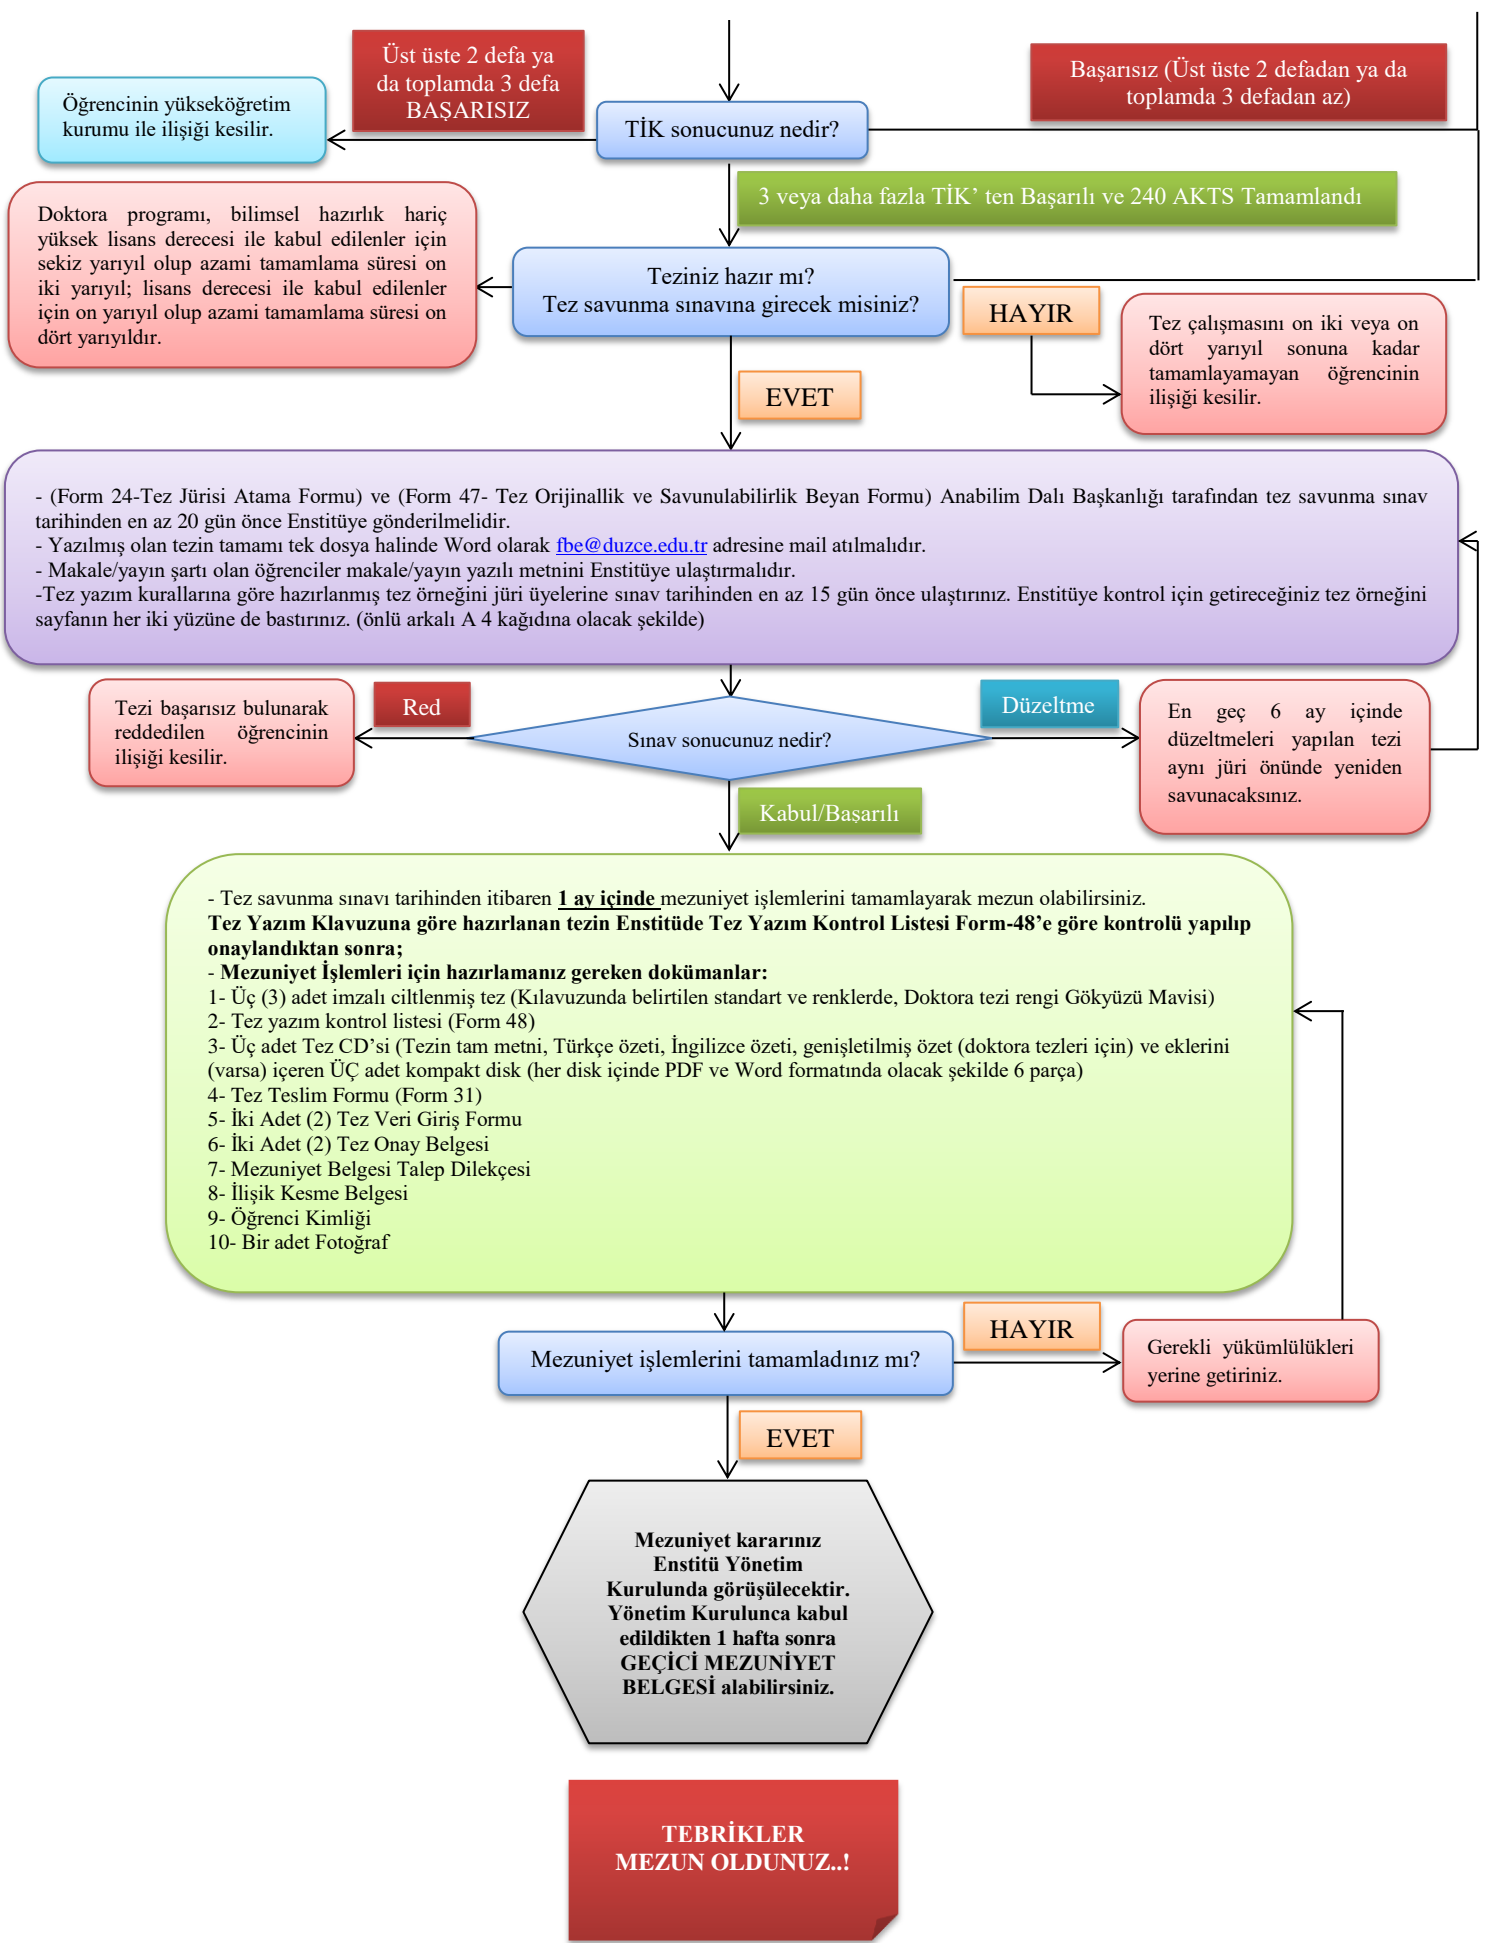 Üst üste 2 defa ya
da toplamda 3 defa
BAŞARISIZ
Başarısız (Üst üste 2 defadan ya da
toplamda 3 defadan az)
Öğrencinin yükseköğretim
kurumu ile ilişiği kesilir.
TİK sonucunuz nedir?
3 veya daha fazla TİK’ ten Başarılı ve 240 AKTS Tamamlandı
Doktora programı, bilimsel hazırlık hariç
yüksek lisans derecesi ile kabul edilenler için
sekiz yarıyıl olup azami tamamlama süresi on
iki yarıyıl; lisans derecesi ile kabul edilenler
için on yarıyıl olup azami tamamlama süresi on
dört yarıyıldır.
Teziniz hazır mı?
Tez savunma sınavına girecek misiniz?
HAYIR
Tez çalışmasını on iki veya on
dört yarıyıl sonuna kadar
tamamlayamayan öğrencinin
ilişiği kesilir.
EVET
- (Form 24-Tez Jürisi Atama Formu) ve (Form 47- Tez Orijinallik ve Savunulabilirlik Beyan Formu) Anabilim Dalı Başkanlığı tarafından tez savunma sınav
tarihinden en az 20 gün önce Enstitüye gönderilmelidir.
- Yazılmış olan tezin tamamı tek dosya halinde Word olarak fbe@duzce.edu.tr adresine mail atılmalıdır.
- Makale/yayın şartı olan öğrenciler makale/yayın yazılı metnini Enstitüye ulaştırmalıdır.
-Tez yazım kurallarına göre hazırlanmış tez örneğini jüri üyelerine sınav tarihinden en az 15 gün önce ulaştırınız. Enstitüye kontrol için getireceğiniz tez örneğini
sayfanın her iki yüzüne de bastırınız. (önlü arkalı A 4 kağıdına olacak şekilde)
Tezi başarısız bulunarak
reddedilen öğrencinin
ilişiği kesilir.
Red
Sınav sonucunuz nedir?
Düzeltme
En geç 6 ay içinde
düzeltmeleri yapılan tezi
aynı jüri önünde yeniden
savunacaksınız.
Kabul/Başarılı
- Tez savunma sınavı tarihinden itibaren 1 ay içinde mezuniyet işlemlerini tamamlayarak mezun olabilirsiniz.
Tez Yazım Klavuzuna göre hazırlanan tezin Enstitüde Tez Yazım Kontrol Listesi Form-48’e göre kontrolü yapılıp
onaylandıktan sonra;
- Mezuniyet İşlemleri için hazırlamanız gereken dokümanlar:
1- Üç (3) adet imzalı ciltlenmiş tez (Kılavuzunda belirtilen standart ve renklerde, Doktora tezi rengi Gökyüzü Mavisi)
2- Tez yazım kontrol listesi (Form 48)
3- Üç adet Tez CD’si (Tezin tam metni, Türkçe özeti, İngilizce özeti, genişletilmiş özet (doktora tezleri için) ve eklerini
(varsa) içeren ÜÇ adet kompakt disk (her disk içinde PDF ve Word formatında olacak şekilde 6 parça)
4- Tez Teslim Formu (Form 31)
5- İki Adet (2) Tez Veri Giriş Formu
6- İki Adet (2) Tez Onay Belgesi
7- Mezuniyet Belgesi Talep Dilekçesi
8- İlişik Kesme Belgesi
9- Öğrenci Kimliği
10- Bir adet Fotoğraf
Mezuniyet işlemlerini tamamladınız mı?
HAYIR
Gerekli yükümlülükleri
yerine getiriniz.
EVET
Mezuniyet kararınız
Enstitü Yönetim
Kurulunda görüşülecektir.
Yönetim Kurulunca kabul
edildikten 1 hafta sonra
GEÇİCİ MEZUNİYET
BELGESİ alabilirsiniz.
TEBRİKLER
MEZUN OLDUNUZ..!